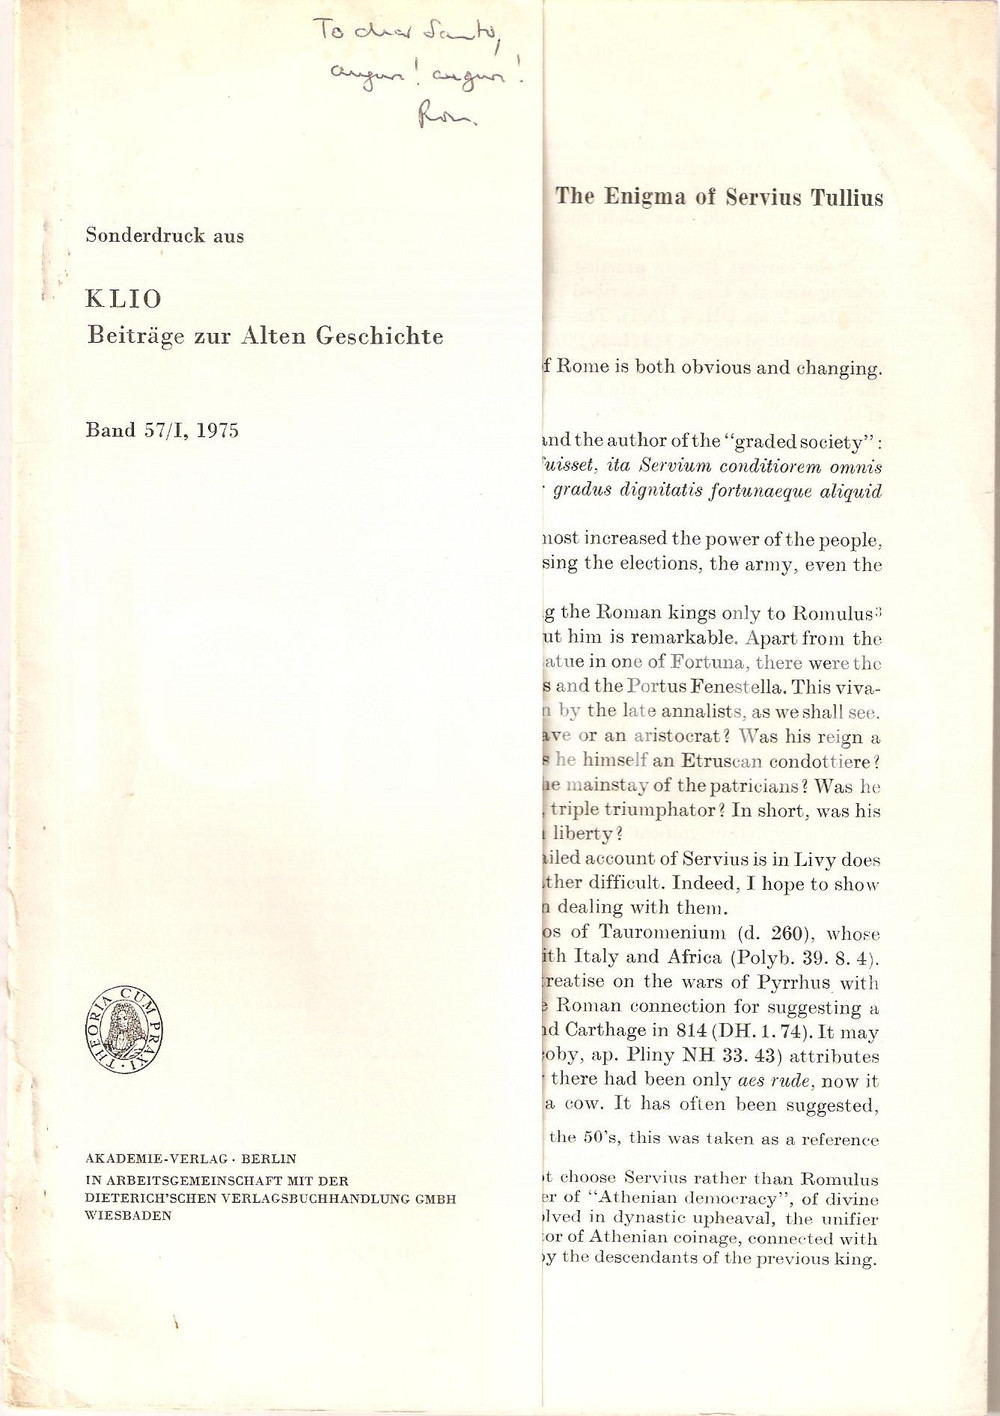 To dear Santo,
auguri! auguri!
Ron.
Sonderdruck aus
KLIO
Beiträge zur Alten Geschichte
Band 57/I, 1975
THEORIA CUM PRAXI
AKADEMIE-VERLAG · BERLIN
IN ARBEITSGEMEINSCHAFT MIT DER
DIETERICH'SCHEN VERLAGSBUCHHANDLUNG GMBH
WIESBADEN
The Enigma of Servius Tullius
f Rome is both obvious and changing.
and the author of the “graded society”:
fuisset, ita Servium conditiorem omnis
gradus dignitatis fortunaeque aliquid
most increased the power of the people,
sing the elections, the army, even the
g the Roman kings only to Romulus³
ut him is remarkable. Apart from the
atue in one of Fortuna, there were the
s and the Portus Fenestella. This viva-
n by the late annalists, as we shall see.
ave or an aristocrat? Was his reign a
s he himself an Etruscan condottiere?
he mainstay of the patricians? Was he
, triple triumphator? In short, was his
liberty?
ailed account of Servius is in Livy does
ther difficult. Indeed, I hope to show
n dealing with them.
os of Tauromenium (d. 260), whose
ith Italy and Africa (Polyb. 39. 8. 4).
reatise on the wars of Pyrrhus with
e Roman connection for suggesting a
nd Carthage in 814 (DH. 1. 74). It may
oby, ap. Pliny NH 33. 43) attributes
there had been only aes rude, now it
a cow. It has often been suggested,
the 50's, this was taken as a reference
t choose Servius rather than Romulus
er of “Athenian democracy”, of divine
lved in dynastic upheaval, the unifier
or of Athenian coinage, connected with
y the descendants of the previous king.